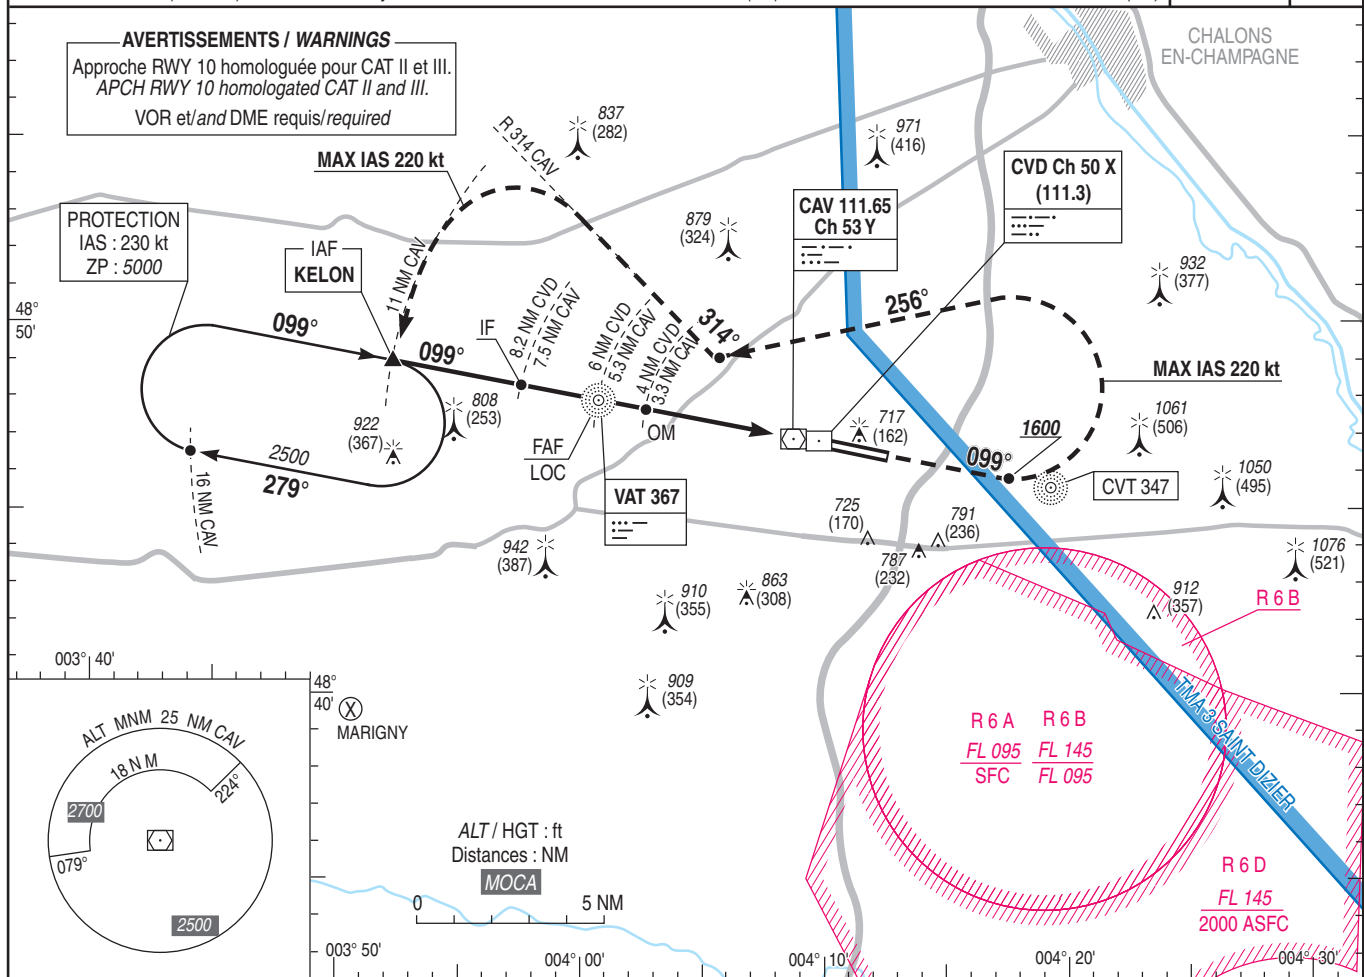 AVERTISSEMENTS / WARNINGS
Approche RWY 10 homologuée pour CAT II et III.
APCH RWY 10 homologated CAT II and III.
VOR et/and DME requis/required
CHALONS
EN-CHAMPAGNE
837
(282)
R 314 CAV
971
(416)
MAX IAS 220 kt
CVD Ch 50 X
(111.3)
CAV 111.65
Ch 53 Y
PROTECTION
IAS : 230 kt
ZP : 5000
879
(324)
IAF
KELON
11 NM CAV
932
(377)
48°
50'
099°
099°
IF
8.2 NM CVD
7.5 NM CAV
6 NM CVD
5.3 NM CAV
4 NM CVD
3.3 NM CAV
314°
256°
MAX IAS 220 kt
808
(253)
922
(367)
717
(162)
1061
(506)
OM
1600
FAF
LOC
2500
279°
099°
1050
(495)
CVT 347
VAT 367
16 NM CAV
725
(170)
791
(236)
787
(232)
942
(387)
1076
(521)
910
(355)
863
(308)
912
(357)
R 6 B
003° 40'
48°
40'
MARIGNY
909
(354)
TMA 3 SAINT DIZIER
R 6 A
FL 095
SFC
R 6 B
FL 145
FL 095
ALT MNM 25 NM CAV
18 N M
224°
2700
079°
2500
ALT / HGT : ft
Distances : NM
MOCA
0 5 NM
R 6 D
FL 145
2000 ASFC
003° 50'
004° 00'
004° 10'
004° 20'
004° 30'